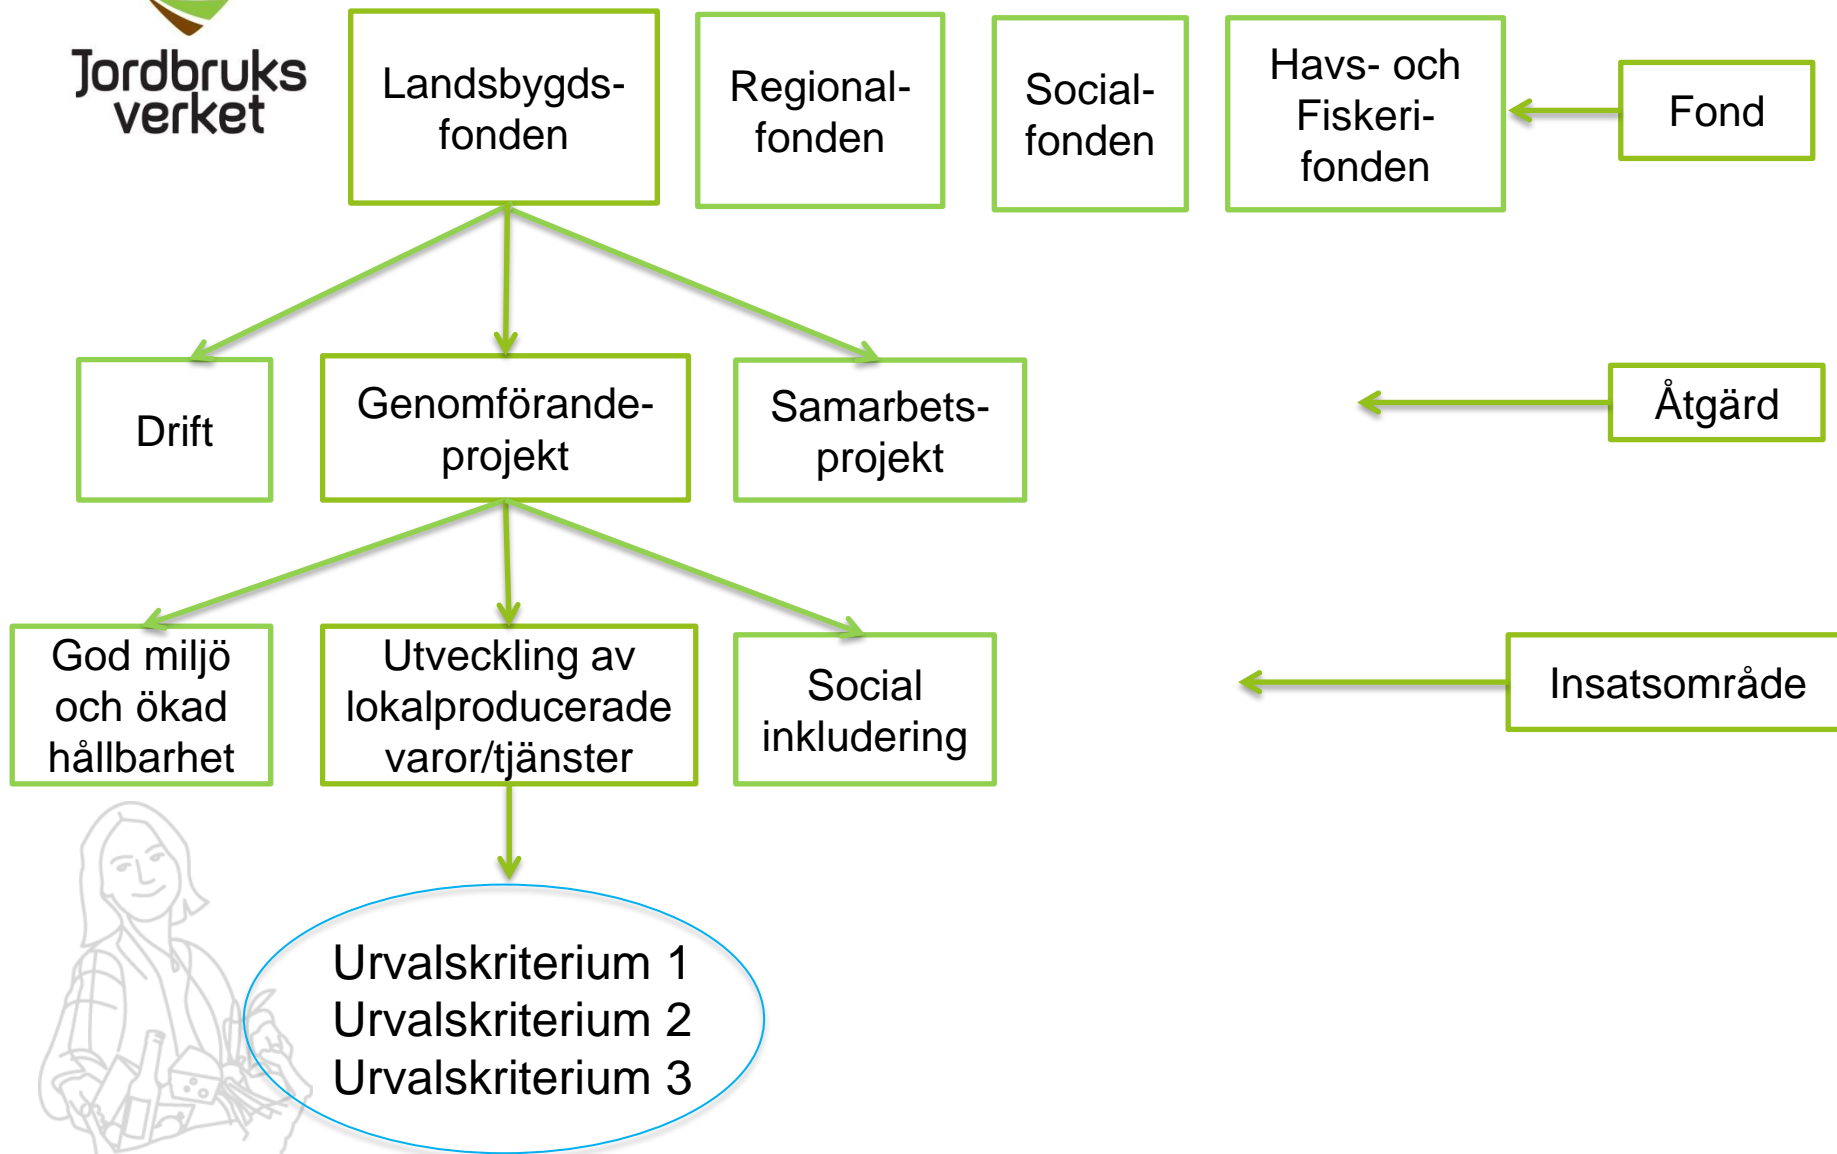 Jordbruks
verket
Landsbygds-
fonden
Regional-
fonden
Social-
fonden
Havs- och
Fiskeri-
fonden
Fond
Drift
Genomförande-
projekt
Samarbets-
projekt
Åtgärd
God miljö
och ökad
hållbarhet
Utveckling av
lokalproducerade
varor/tjänster
Social
inkludering
Insatsområde
Urvalskriterium 1
Urvalskriterium 2
Urvalskriterium 3